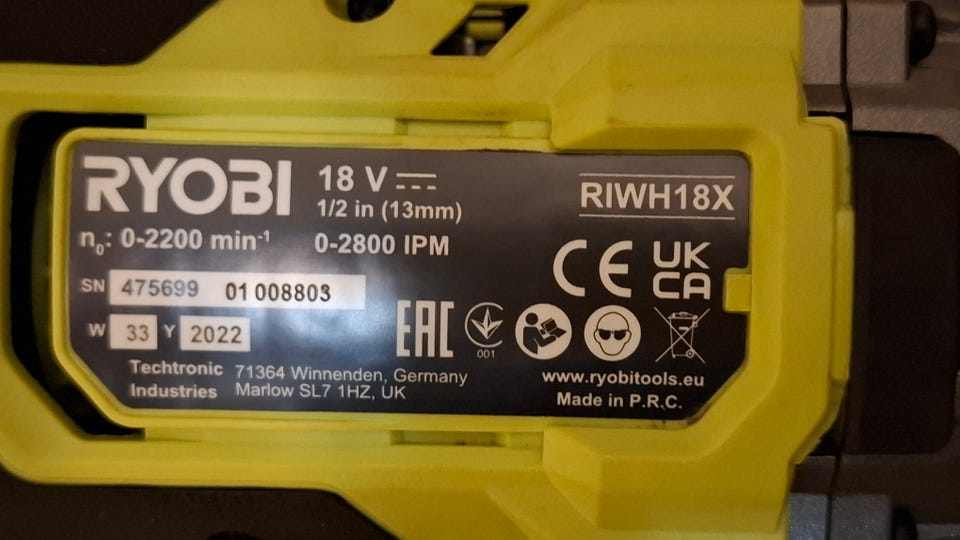 RYOBI
18 V
1/2 in (13mm)
RIWH18X
n₀: 0-2200 min⁻¹ 0-2800 IPM
CE UK CA
SN 475699 01 008803
W 33 Y 2022
EAC
001
Techtronic Industries
71364 Winnenden, Germany
Marlow SL7 1HZ, UK
www.ryobitools.eu
Made in P.R.C.